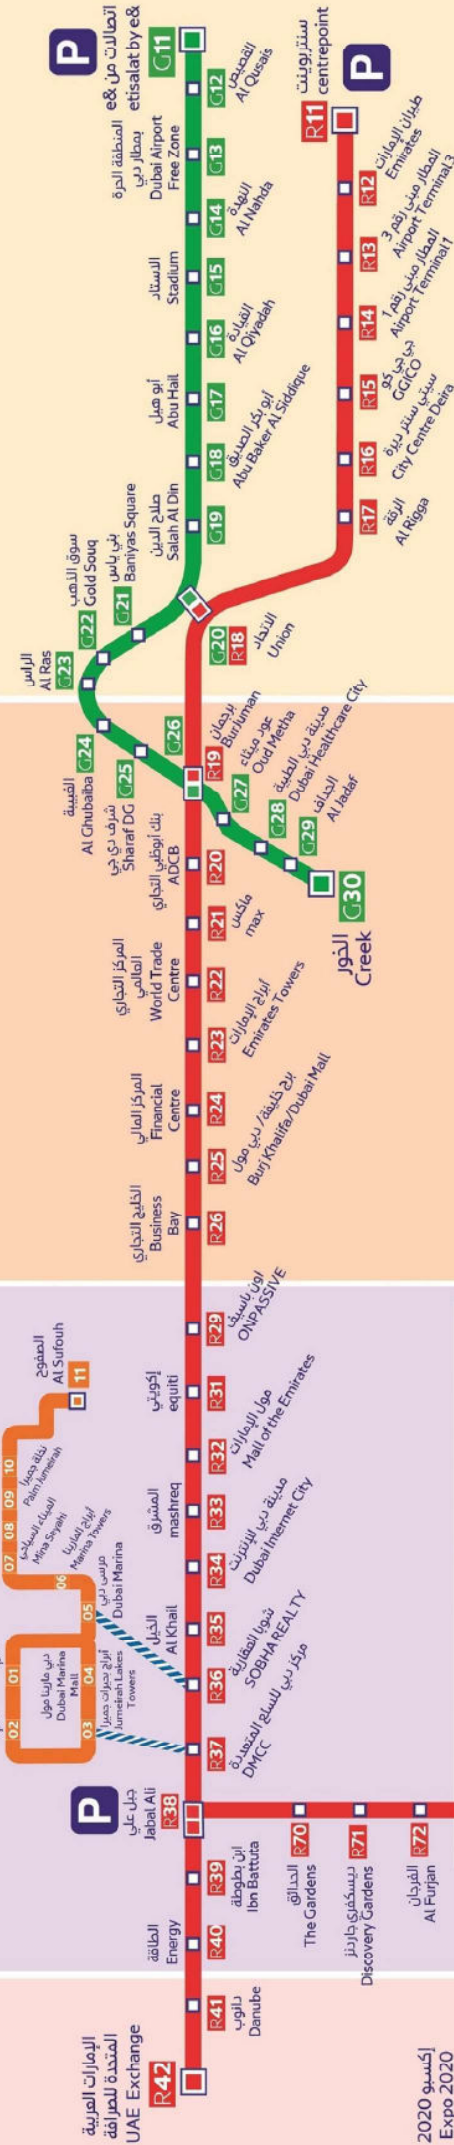 اتصالات من e&
etisalat by e&
G11
P
G12
القصيص
Al Qusais
المنطقة الحرة
بمطار دبي
Dubai Airport
Free Zone
G13
G14
النهدة
Al Nahda
الاستاد
Stadium
G15
G16
القيادة
Al Qiyadah
أبو هيل
Abu Hail
G17
G18
أبو بكر الصديق
Abu Baker Al Siddique
صلاح الدين
Salah Al Din
G19
سنتربوينت
centrepoint
R11
P
R12
طيران الإمارات
Emirates
R13
المطار مبنى رقم 3
Airport Terminal 3
R14
المطار مبنى رقم 1
Airport Terminal 1
R15
جي جي كو
GGICO
R16
سيتي سنتر ديرة
City Centre Deira
R17
الرقة
Al Rigga
G20
R18
الاتحاد
Union
بني ياس
Baniyas Square
G21
سوق الذهب
Gold Souq
G22
الراس
Al Ras
G23
الغبيبة
Al Ghubaiba
G24
شرف دي جي
Sharaf DG
G25
G26
R19
برجمان
BurJuman
عود ميثاء
Oud Metha
G27
مدينة دبي الطبية
Dubai Healthcare City
G28
الجداف
Al Jadaf
G29
G30
الخور
Creek
بنك أبوظبي التجاري
ADCB
R20
R21
ماكس
max
المركز التجاري
العالمي
World Trade
Centre
R22
R23
أبراج الإمارات
Emirates Towers
المركز المالي
Financial
Centre
R24
R25
برج خليفة / دبي مول
Burj Khalifa/Dubai Mall
الخليج التجاري
Business
Bay
R26
R29
اون باسيف
ONPASSIVE
إكويتي
equiti
R31
R32
مول الإمارات
Mall of the Emirates
المشرق
mashreq
R33
R34
مدينة دبي للإنترنت
Dubai Internet City
الخيل
Al Khail
R35
R36
شوبا العقارية
SOBHA REALTY
R37
مركز دبي للسلع المتعددة
DMCC
الصفوح
Al Sufouh
11
10
نخلة جميرا
Palm Jumeirah
09
08
الميناء السياحي
Mina Seyahi
07
06
أبراج المارينا
Marina Towers
05
مرسى دبي
Dubai Marina
01
02
دبي مارينا مول
Dubai Marina
Mall
04
03
أبراج بحيرات جميرا
Jumeirah Lakes
Towers
P
جبل علي
Jabal Ali
R38
R39
ابن بطوطة
Ibn Battuta
الطاقة
Energy
R40
R41
دانوب
Danube
الإمارات العربية
المتحدة للصرافة
UAE Exchange
R42
R70
الحدائق
The Gardens
R71
ديسكفري جاردنز
Discovery Gardens
R72
الفرجان
Al Furjan
إكسبو 2020
Expo 2020